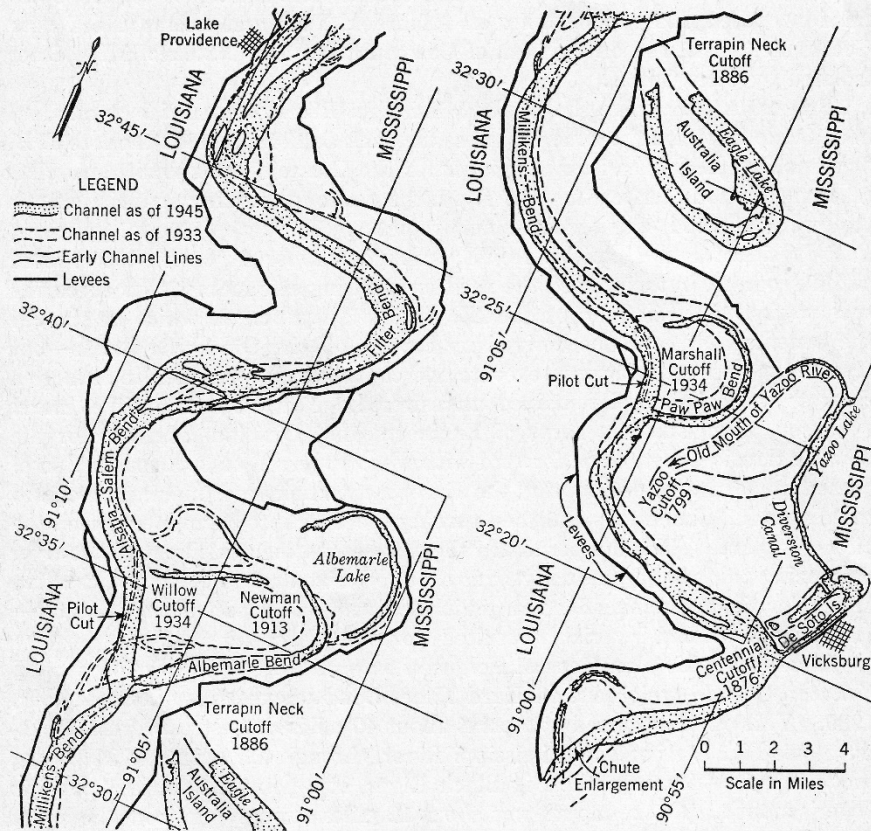 Lake
Providence
LOUISIANA
MISSISSIPPI
32°45′
LEGEND
Channel as of 1945
Channel as of 1933
Early Channel Lines
Levees
32°40′
Filter Bend
Alsatia - Salem Bend
91°10′
32°35′
Albemarle
Lake
MISSISSIPPI
LOUISIANA
Pilot
Cut
Willow
Cutoff
1934
Newman
Cutoff
1913
Albemarle Bend
Terrapin Neck
Cutoff
1886
Millikens Bend
91°05′
32°30′
Australia
Island
Eagle L.
91°00′
32°30′
Terrapin Neck
Cutoff
1886
LOUISIANA
Millikens Bend
Australia
Island
Eagle Lake
MISSISSIPPI
32°25′
91°05′
Pilot Cut
Marshall
Cutoff
1934
Paw Paw Bend
Old Mouth of Yazoo River
Yazoo
Cutoff
1799
Yazoo Lake
Diversion
Canal
MISSISSIPPI
Levees
32°20′
LOUISIANA
De Soto Is.
Vicksburg
Centennial
Cutoff
1876
91°00′
Chute
Enlargement
90°55′
0 1 2 3 4
Scale in Miles